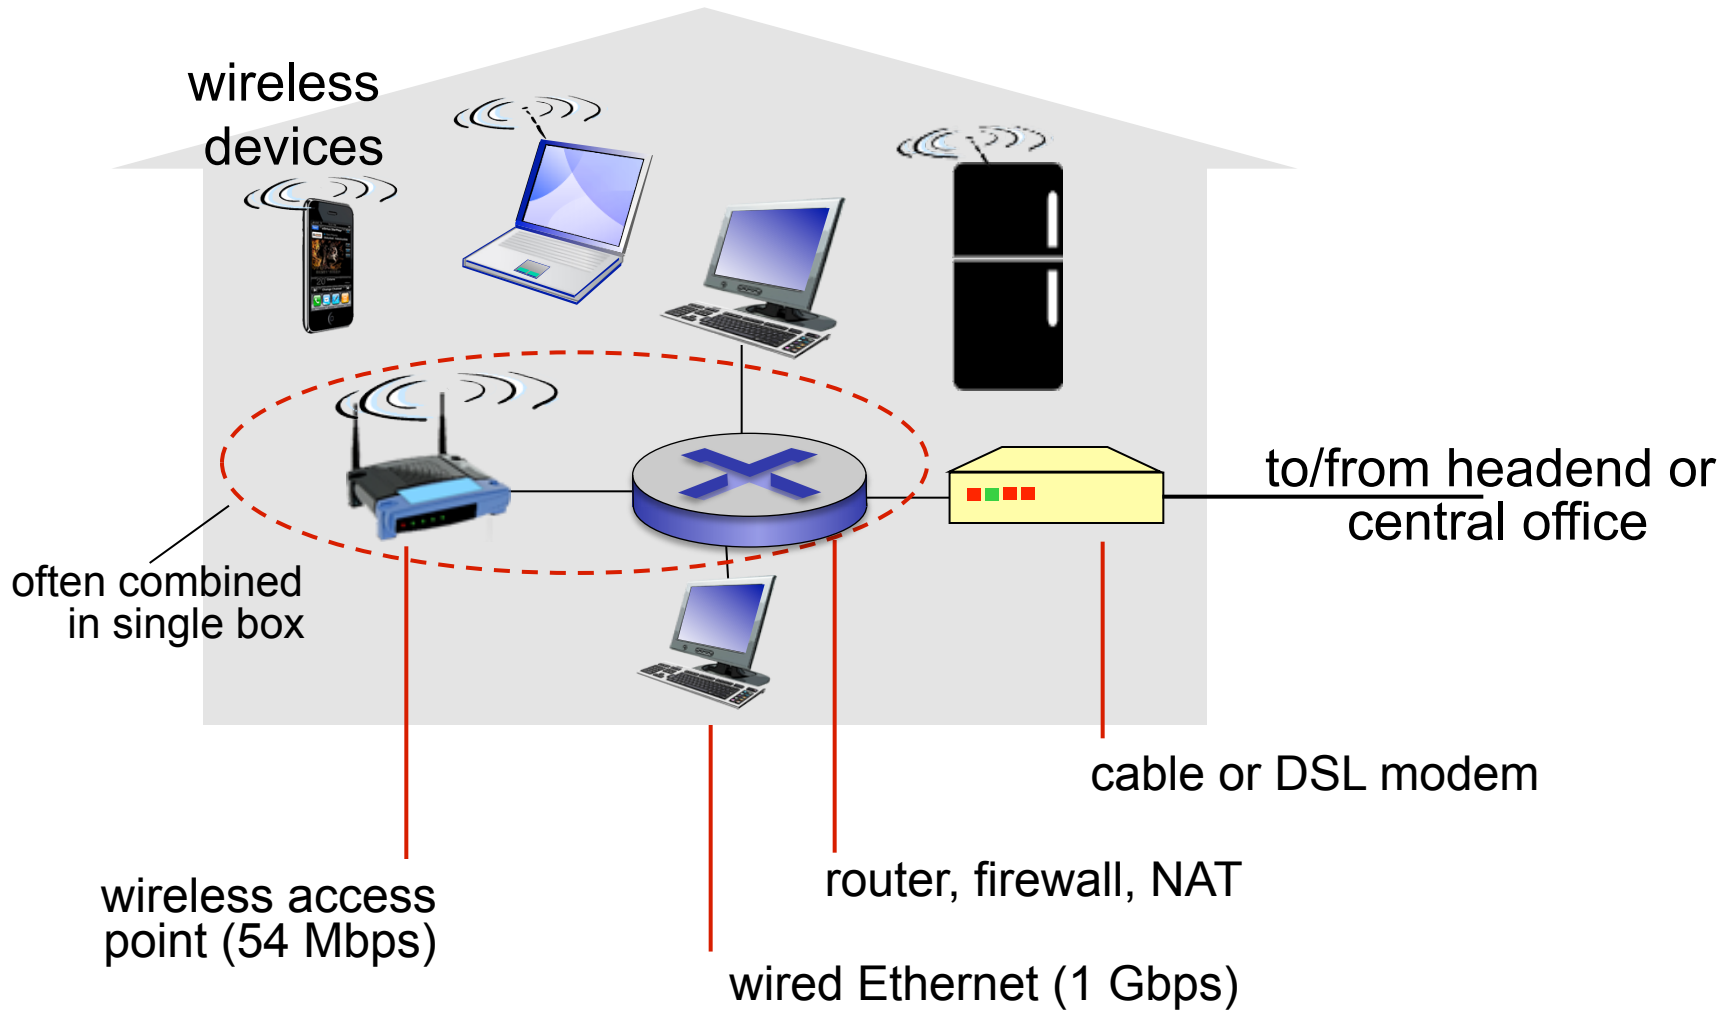 wireless
devices
to/from headend or
central office
often combined
in single box
cable or DSL modem
router, firewall, NAT
wireless access
point (54 Mbps)
wired Ethernet (1 Gbps)